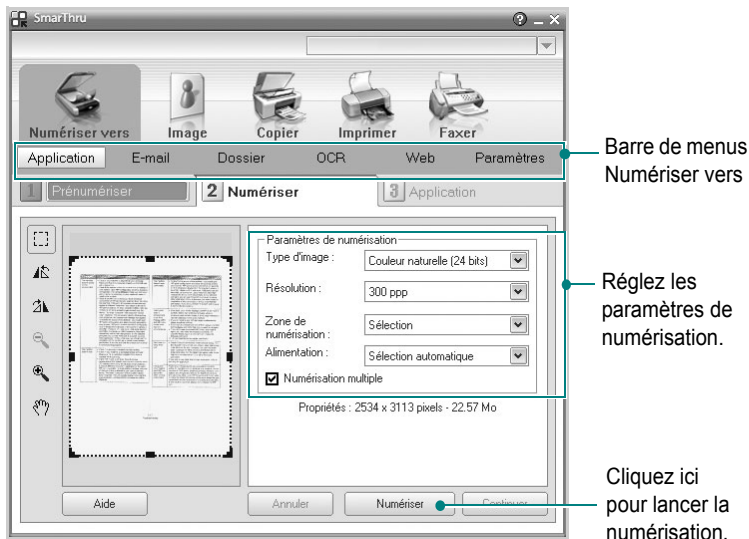 SmarThru
Numériser vers
Image
Copier
Imprimer
Faxer
Application
E-mail
Dossier
OCR
Web
Paramètres
1 Prénumériser
2 Numériser
3 Application
Paramètres de numérisation
Type d'image : Couleur naturelle (24 bits)
Résolution : 300 ppp
Zone de
numérisation : Sélection
Alimentation : Sélection automatique
Numérisation multiple
Propriétés : 2534 x 3113 pixels - 22.57 Mo
Aide
Annuler
Numériser
Continuer
Barre de menus
Numériser vers
Réglez les
paramètres de
numérisation.
Cliquez ici
pour lancer la
numérisation.